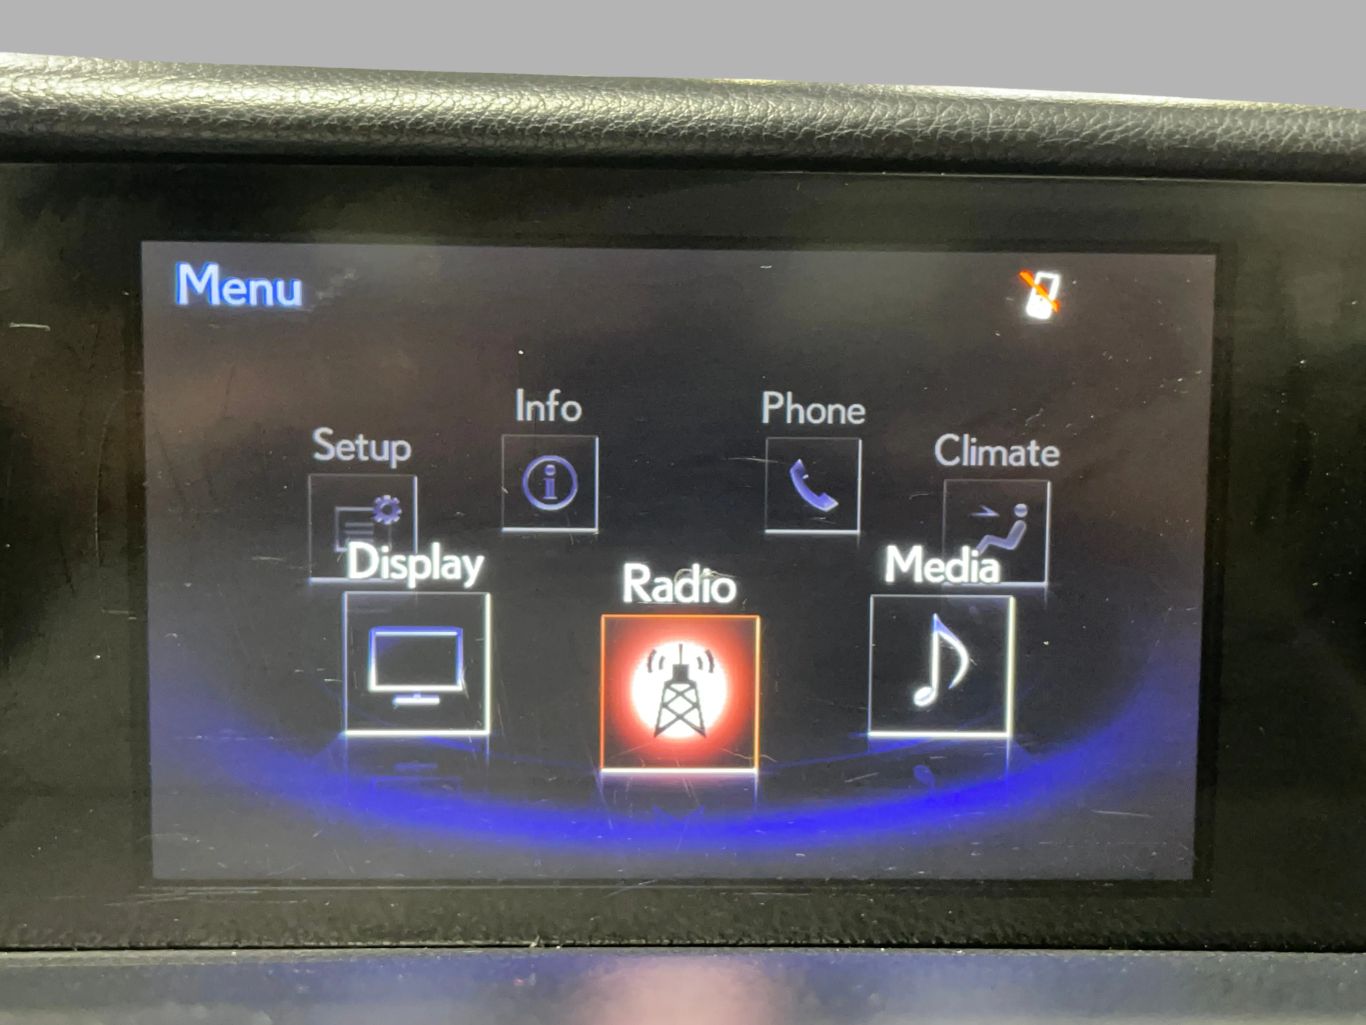 Menu
Info
Phone
Setup
Climate
Display
Radio
Media